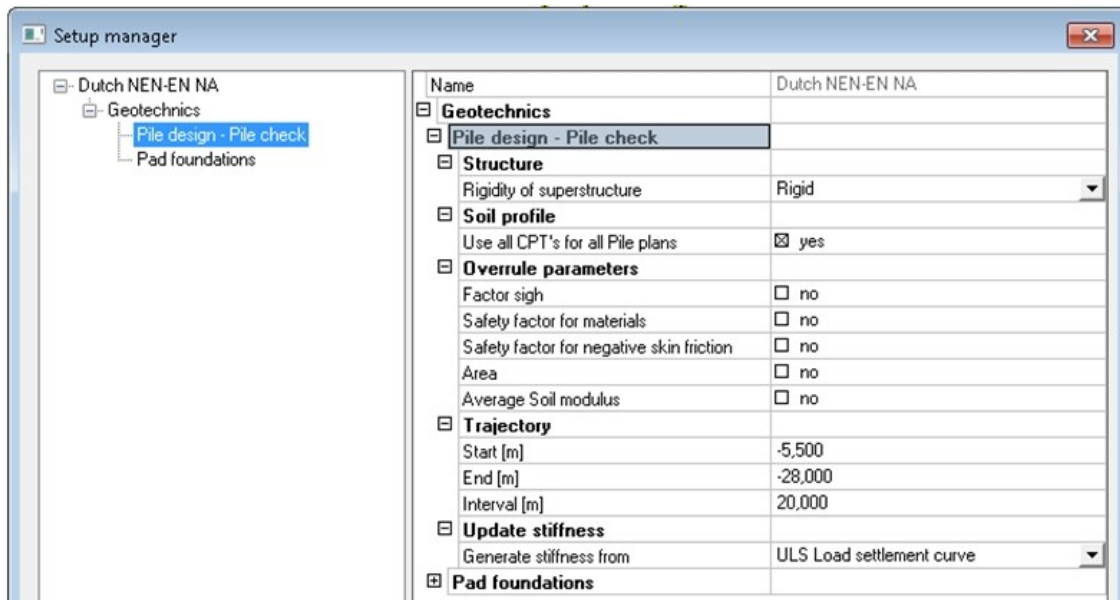 Setup manager
Dutch NEN-EN NA
Geotechnics
Pile design - Pile check
Pad foundations
Name Dutch NEN-EN NA
Geotechnics
Pile design - Pile check
Structure
Rigidity of superstructure Rigid
Soil profile
Use all CPT's for all Pile plans yes
Overrule parameters
Factor sigh no
Safety factor for materials no
Safety factor for negative skin friction no
Area no
Average Soil modulus no
Trajectory
Start [m] -5,500
End [m] -28,000
Interval [m] 20,000
Update stiffness
Generate stiffness from ULS Load settlement curve
Pad foundations